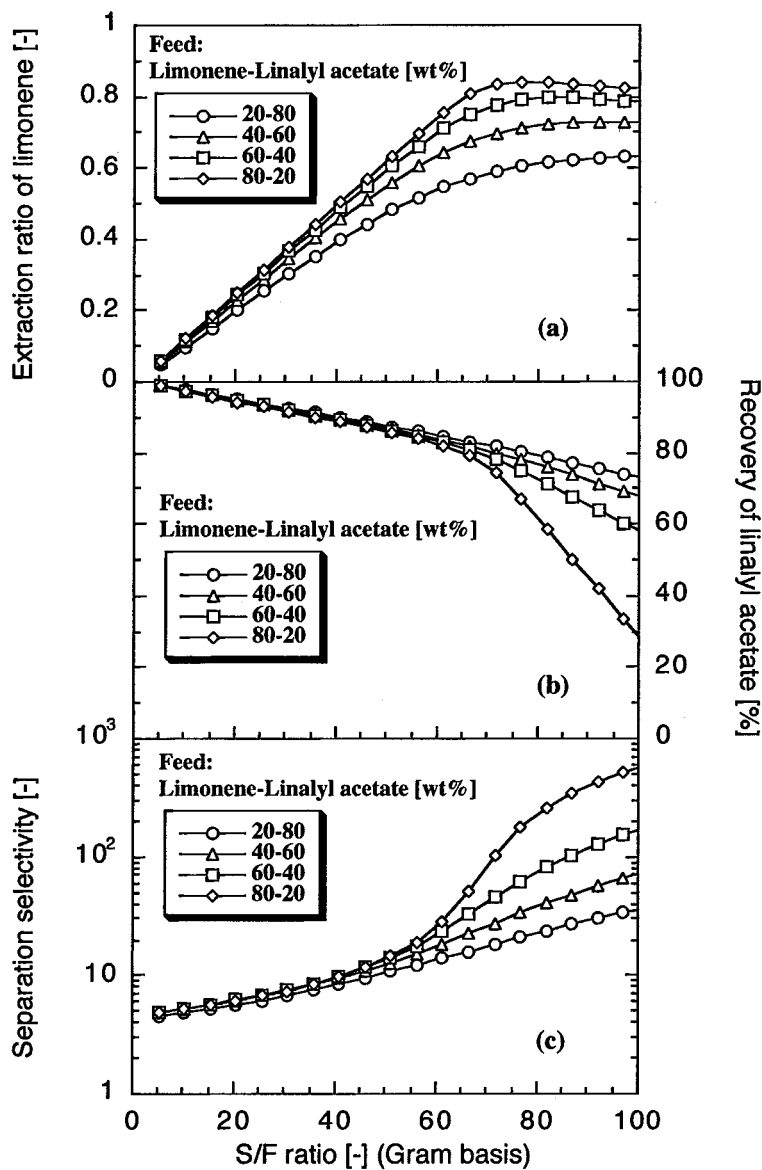 Extraction ratio of limonene [-]
1
0.8
0.6
0.4
0.2
0
Feed:
Limonene-Linalyl acetate [wt%]
20-80
40-60
60-40
80-20
(a)
Recovery of linalyl acetate [%]
100
80
60
40
20
0
Feed:
Limonene-Linalyl acetate [wt%]
20-80
40-60
60-40
80-20
(b)
Separation selectivity [-]
10³
10²
10
1
Feed:
Limonene-Linalyl acetate [wt%]
20-80
40-60
60-40
80-20
(c)
0 20 40 60 80 100
S/F ratio [-] (Gram basis)